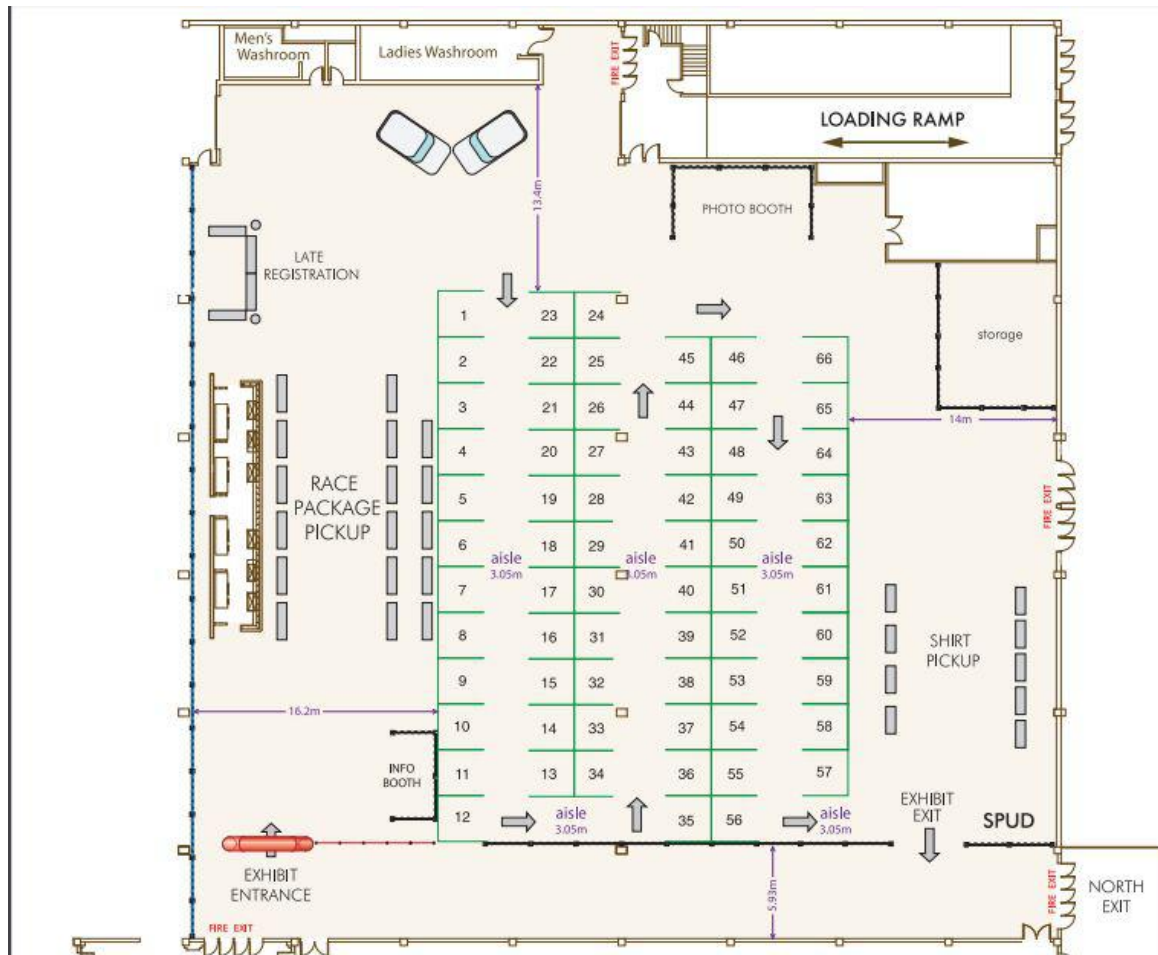 Men's
Washroom
Ladies Washroom
FIRE EXIT
LOADING RAMP
13.4m
PHOTO BOOTH
LATE
REGISTRATION
storage
1 23 24
2 22 25 45 46 66
3 21 26 44 47 65
14m
4 20 27 43 48 64
RACE
PACKAGE
PICKUP
5 19 28 42 49 63
FIRE EXIT
6 18 29 41 50 62
aisle aisle aisle
3.05m 3.05m 3.05m
7 17 30 40 51 61
8 16 31 39 52 60
SHIRT
PICKUP
9 15 32 38 53 59
16.2m
10 14 33 37 54 58
INFO
BOOTH
11 13 34 36 55 57
12 35 56
aisle
3.05m
aisle
3.05m
EXHIBIT
EXIT
SPUD
EXHIBIT
ENTRANCE
5.93m
FIRE EXIT
NORTH
EXIT
FIRE EXIT